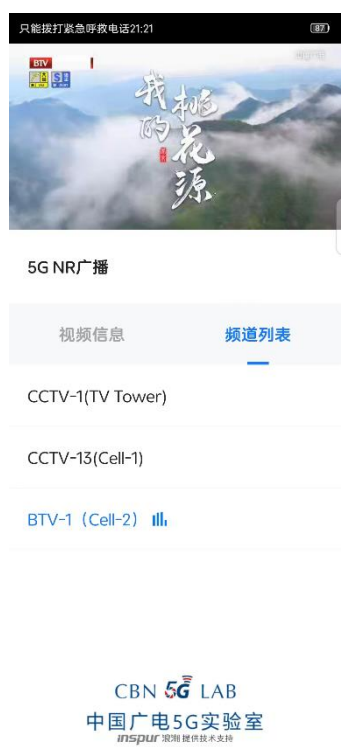 只能拨打紧急呼救电话21:21
87
BTV
我的
桃花源
5G NR广播
视频信息
频道列表
CCTV-1(TV Tower)
CCTV-13(Cell-1)
BTV-1（Cell-2）
CBN 5G LAB
中国广电5G实验室
inspur 浪潮 提供技术支持